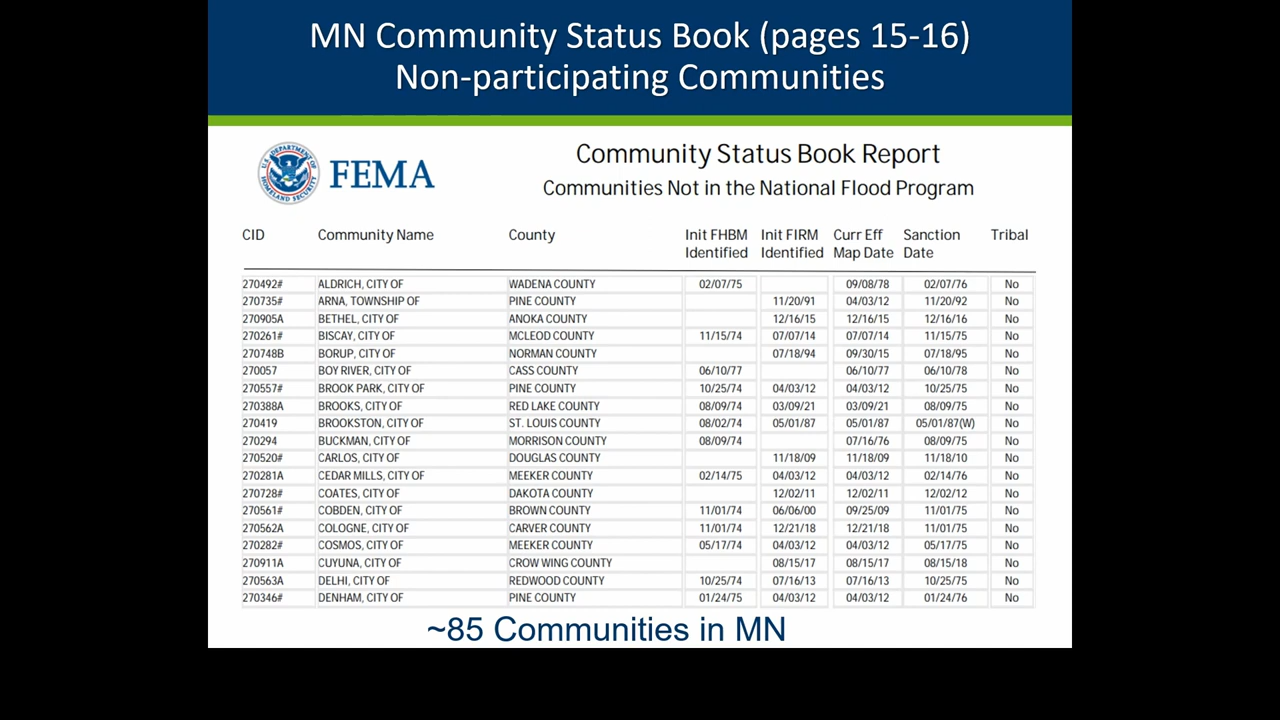 MN Community Status Book (pages 15-16)
Non-participating Communities
FEMA
Community Status Book Report
Communities Not in the National Flood Program
CID Community Name County Init FHBM Identified Init FIRM Identified Curr Eff Map Date Sanction Date Tribal
270492# ALDRICH, CITY OF WADENA COUNTY 02/07/75 09/08/78 02/07/76 No
270735# ARNA, TOWNSHIP OF PINE COUNTY 11/20/91 04/03/12 11/20/92 No
270905A BETHEL, CITY OF ANOKA COUNTY 12/16/15 12/16/15 12/16/16 No
270261# BISCAY, CITY OF MCLEOD COUNTY 11/15/74 07/07/14 07/07/14 11/15/75 No
270748B BORUP, CITY OF NORMAN COUNTY 07/18/94 09/30/15 07/18/95 No
270057 BOY RIVER, CITY OF CASS COUNTY 06/10/77 06/10/77 06/10/78 No
270557# BROOK PARK, CITY OF PINE COUNTY 10/25/74 04/03/12 04/03/12 10/25/75 No
270388A BROOKS, CITY OF RED LAKE COUNTY 08/09/74 03/09/21 03/09/21 08/09/75 No
270419 BROOKSTON, CITY OF ST. LOUIS COUNTY 08/02/74 05/01/87 05/01/87 05/01/87(W) No
270294 BUCKMAN, CITY OF MORRISON COUNTY 08/09/74 07/16/76 08/09/75 No
270520# CARLOS, CITY OF DOUGLAS COUNTY 11/18/09 11/18/09 11/18/10 No
270281A CEDAR MILLS, CITY OF MEEKER COUNTY 02/14/75 04/03/12 04/03/12 02/14/76 No
270728# COATES, CITY OF DAKOTA COUNTY 12/02/11 12/02/11 12/02/12 No
270561# COBDEN, CITY OF BROWN COUNTY 11/01/74 06/06/00 09/25/09 11/01/75 No
270562A COLOGNE, CITY OF CARVER COUNTY 11/01/74 12/21/18 12/21/18 11/01/75 No
270282# COSMOS, CITY OF MEEKER COUNTY 05/17/74 04/03/12 04/03/12 05/17/75 No
270911A CUYUNA, CITY OF CROW WING COUNTY 08/15/17 08/15/17 08/15/18 No
270563A DELHI, CITY OF REDWOOD COUNTY 10/25/74 07/16/13 07/16/13 10/25/75 No
270346# DENHAM, CITY OF PINE COUNTY 01/24/75 04/03/12 04/03/12 01/24/76 No
~85 Communities in MN